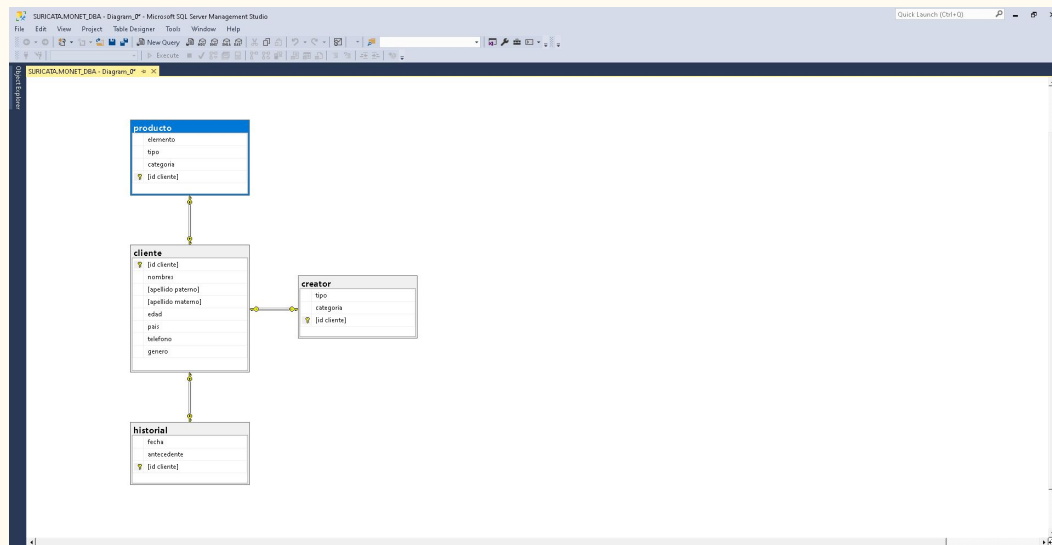 SURICATA.MONET_DBA - Diagram_0* - Microsoft SQL Server Management Studio
Quick Launch (Ctrl+Q)
File Edit View Project Table Designer Tools Window Help
New Query
Execute
Object Explorer
SURICATA.MONET_DBA - Diagram_0*
producto
elemento
tipo
categoria
[id cliente]
cliente
[id cliente]
nombres
[apellido paterno]
[apellido materno]
edad
pais
telefono
genero
creator
tipo
categoria
[id cliente]
historial
fecha
antecedente
[id cliente]